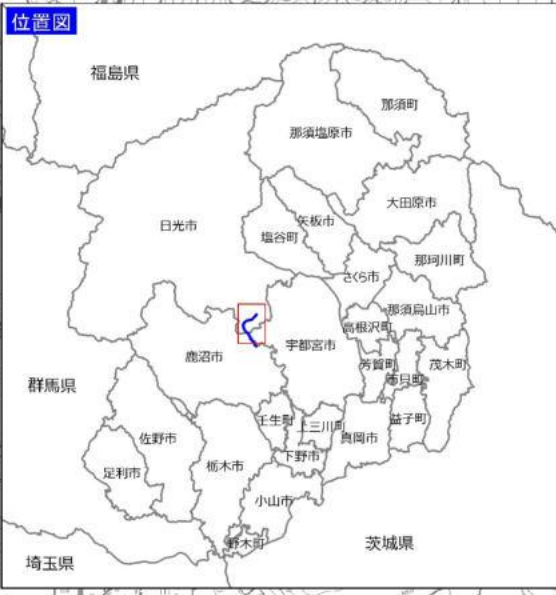 位置図
福島県
那須町
那須塩原市
大田原市
矢板市
日光市
塩谷町
那珂川町
さくら市
那須烏山市
高根沢町
宇都宮市
鹿沼市
芳賀町
茂木町
市貝町
群馬県
壬生町
益子町
上三川町
佐野市
真岡市
下野市
栃木市
足利市
小山市
野木町
茨城県
埼玉県